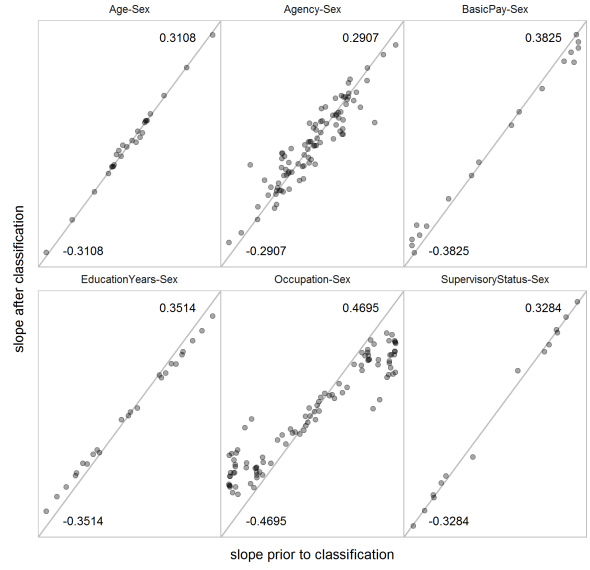 Age-Sex
Agency-Sex
BasicPay-Sex
0.3108
0.2907
0.3825
-0.3108
-0.2907
-0.3825
EducationYears-Sex
Occupation-Sex
SupervisoryStatus-Sex
0.3514
0.4695
0.3284
-0.3514
-0.4695
-0.3284
slope after classification
slope prior to classification